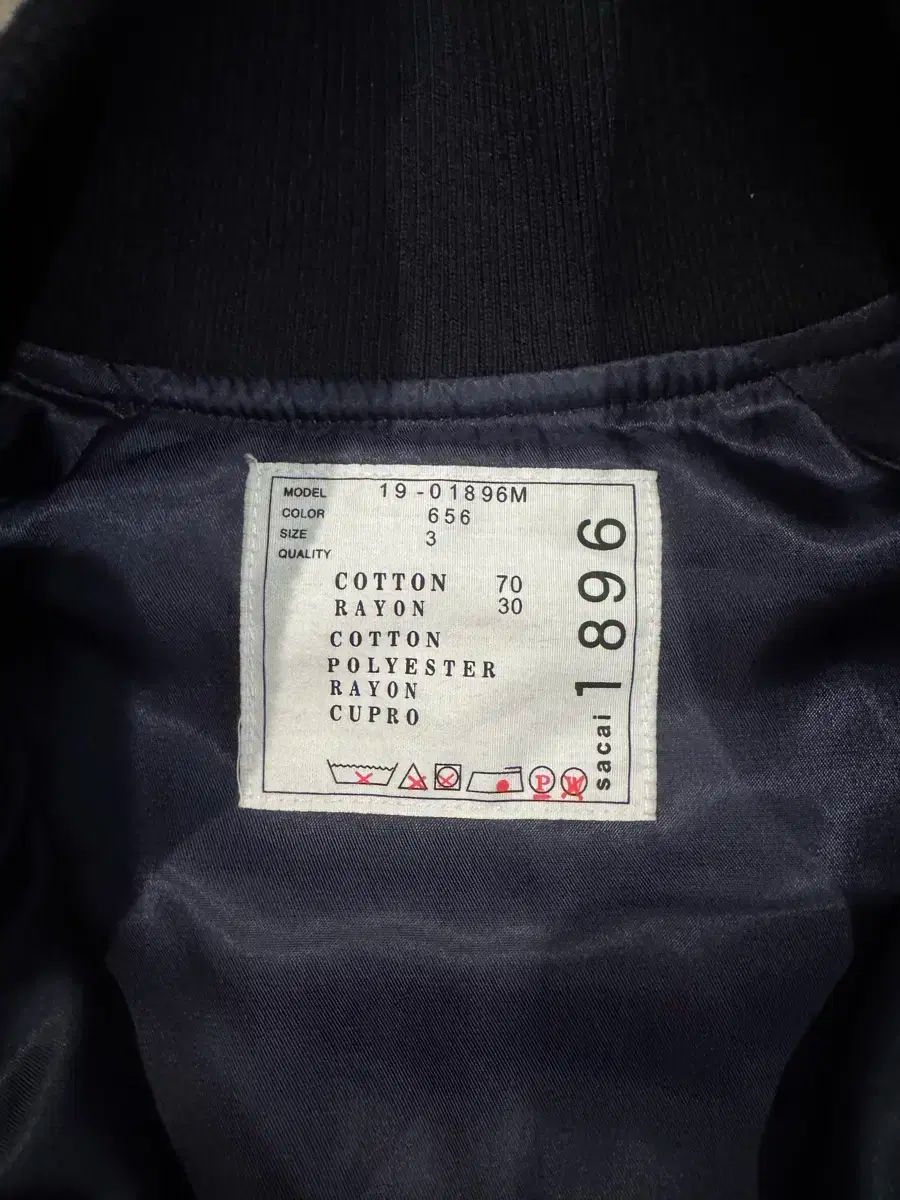 MODEL 19-01896M
COLOR 656
SIZE 3
QUALITY
COTTON 70
RAYON 30
COTTON
POLYESTER
RAYON
CUPRO
P W
sacai 1896